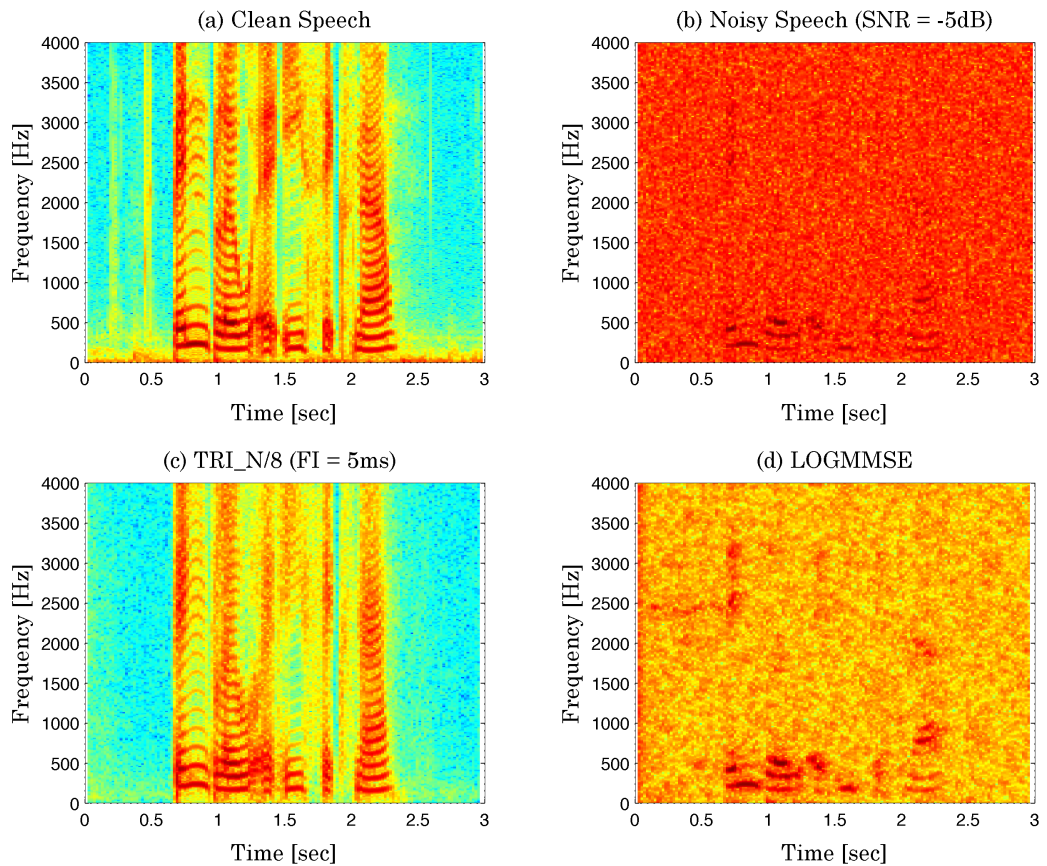 (a) Clean Speech
4000
3500
3000
2500
2000
1500
1000
500
0
Frequency [Hz]
0 0.5 1 1.5 2 2.5 3
Time [sec]
(b) Noisy Speech (SNR = -5dB)
4000
3500
3000
2500
2000
1500
1000
500
0
Frequency [Hz]
0 0.5 1 1.5 2 2.5 3
Time [sec]
(c) TRI_N/8 (FI = 5ms)
4000
3500
3000
2500
2000
1500
1000
500
0
Frequency [Hz]
0 0.5 1 1.5 2 2.5 3
Time [sec]
(d) LOGMMSE
4000
3500
3000
2500
2000
1500
1000
500
0
Frequency [Hz]
0 0.5 1 1.5 2 2.5 3
Time [sec]